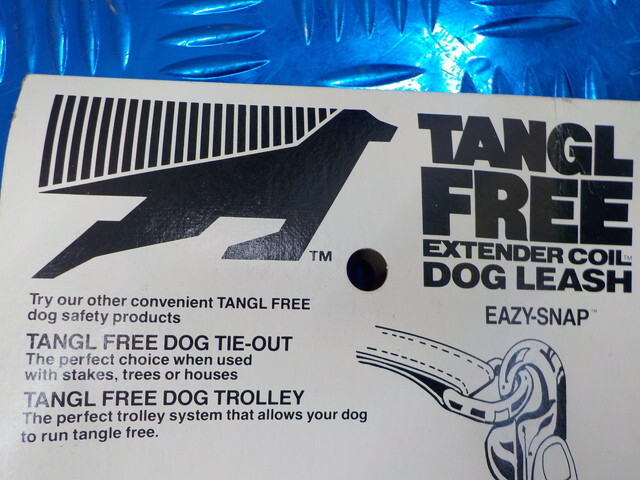 TANGL
FREE
EXTENDER COIL™
DOG LEASH
EAZY-SNAP™
TM
Try our other convenient TANGL FREE
dog safety products
TANGL FREE DOG TIE-OUT
The perfect choice when used
with stakes, trees or houses
TANGL FREE DOG TROLLEY
The perfect trolley system that allows your dog
to run tangle free.